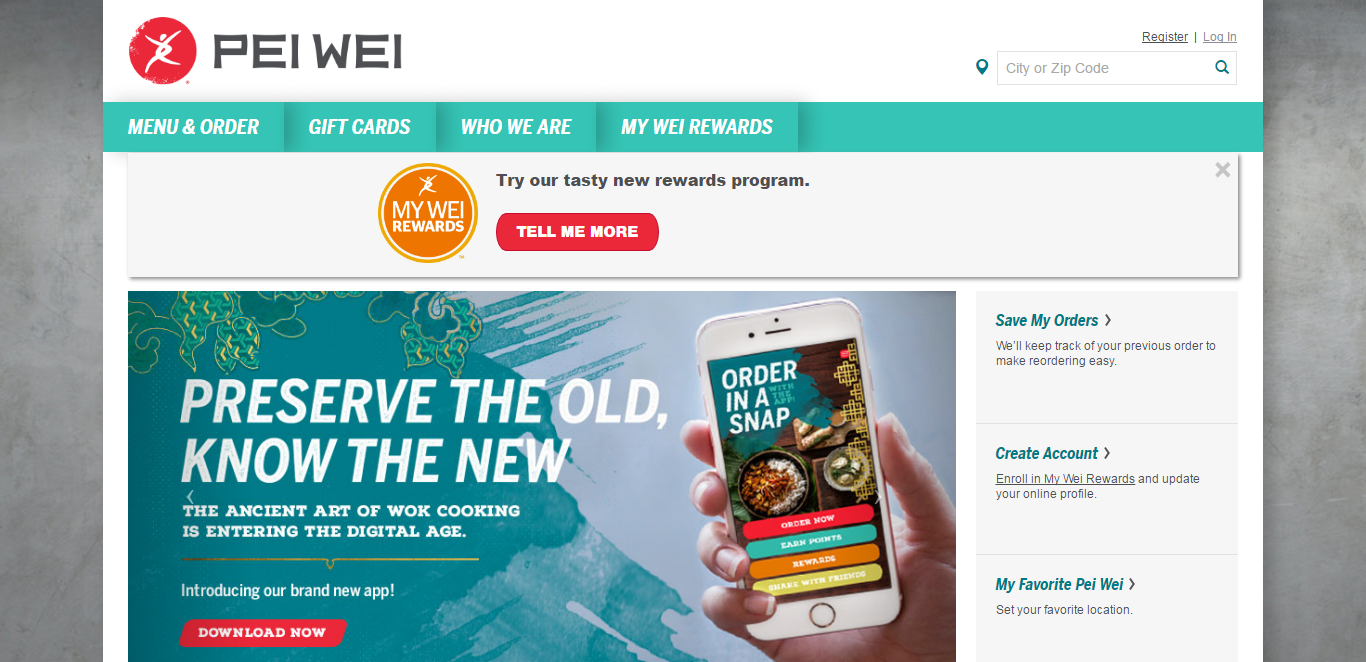 PEI WEI
Register | Log In
City or Zip Code
MENU & ORDER
GIFT CARDS
WHO WE ARE
MY WEI REWARDS
MY WEI
REWARDS
Try our tasty new rewards program.
TELL ME MORE
PRESERVE THE OLD,
KNOW THE NEW
THE ANCIENT ART OF WOK COOKING
IS ENTERING THE DIGITAL AGE.
Introducing our brand new app!
DOWNLOAD NOW
ORDER
IN A
SNAP
WITH
THE
APP!
ORDER NOW
EARN POINTS
REWARDS
SHARE WITH FRIENDS
Save My Orders
We'll keep track of your previous order to
make reordering easy.
Create Account
Enroll in My Wei Rewards and update
your online profile.
My Favorite Pei Wei
Set your favorite location.